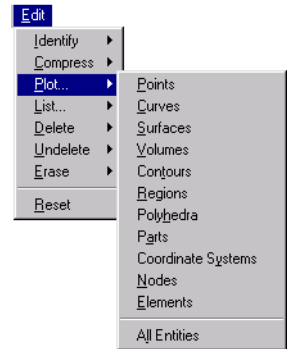 Edit
Identify
Compress
Plot...
List...
Delete
Undelete
Erase
Reset
Points
Curves
Surfaces
Volumes
Contours
Regions
Polyhedra
Parts
Coordinate Systems
Nodes
Elements
All Entities